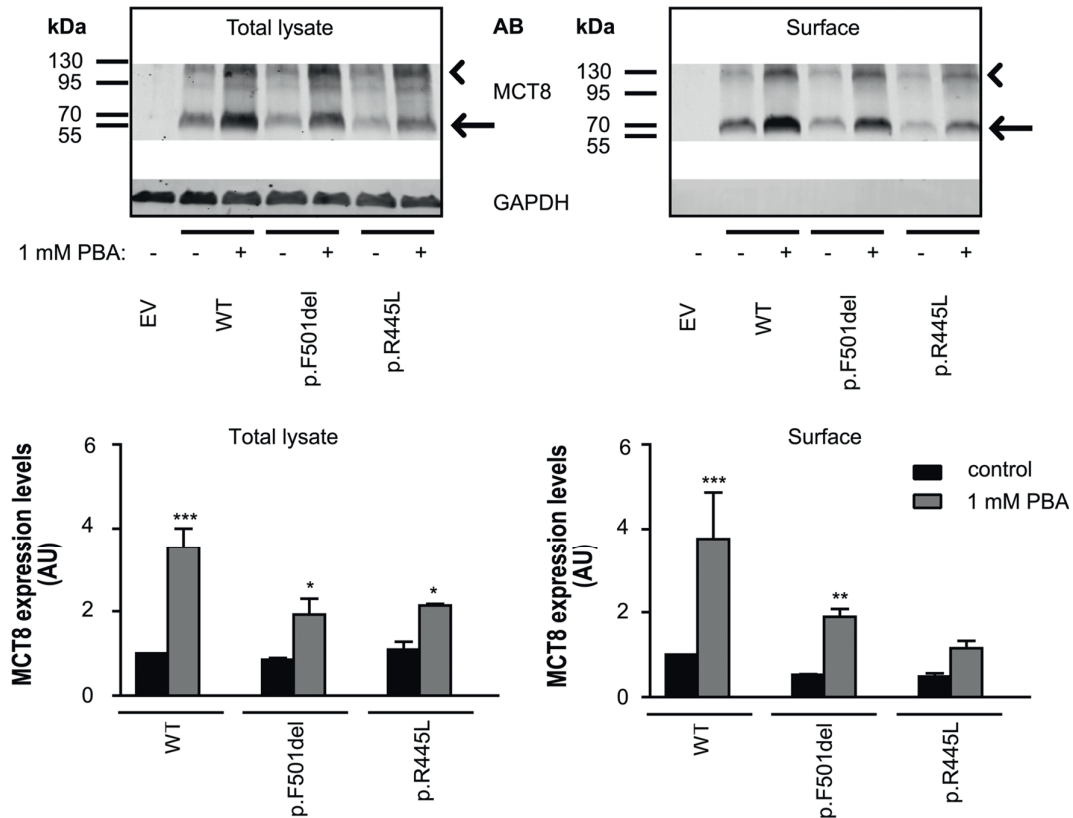 kDa
Total lysate
130
95
70
55
AB
MCT8
GAPDH
kDa
Surface
130
95
70
55
1 mM PBA: - - + - + - +
EV
WT
p.F501del
p.R445L
- - + - + - +
EV
WT
p.F501del
p.R445L
Total lysate
MCT8 expression levels
(AU)
6
4
2
0
***
*
*
WT
p.F501del
p.R445L
Surface
MCT8 expression levels
(AU)
6
4
2
0
***
**
control
1 mM PBA
WT
p.F501del
p.R445L